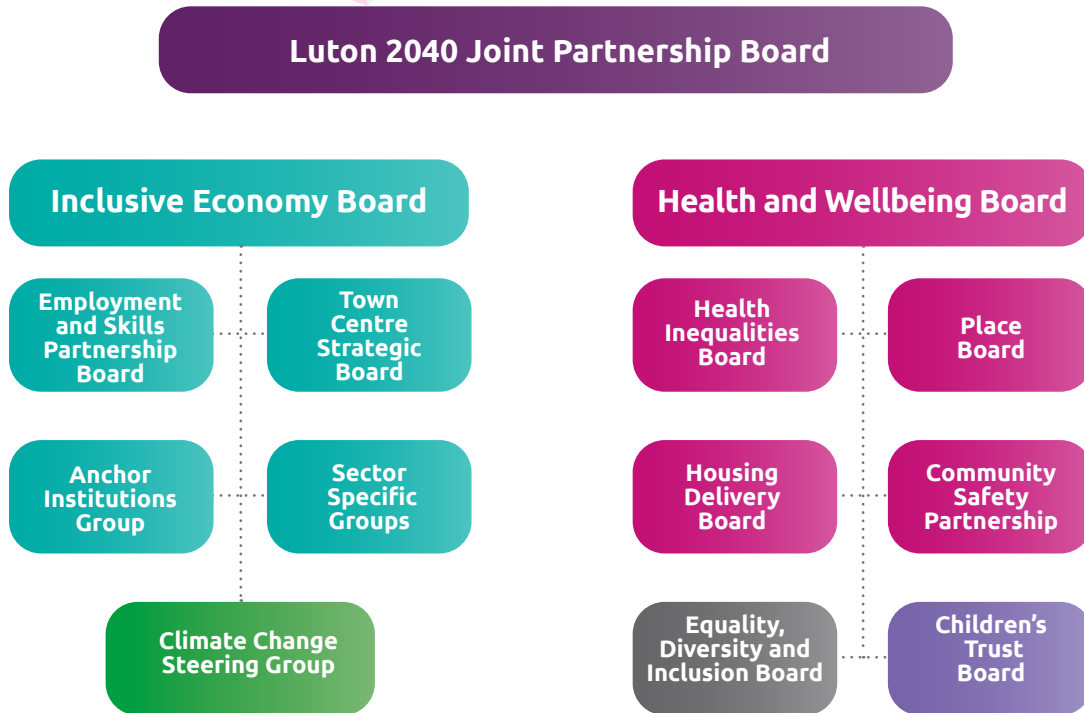 Luton 2040 Joint Partnership Board
Inclusive Economy Board
Employment
and Skills
Partnership
Board
Town
Centre
Strategic
Board
Anchor
Institutions
Group
Sector
Specific
Groups
Climate Change
Steering Group
Health and Wellbeing Board
Health
Inequalities
Board
Place
Board
Housing
Delivery
Board
Community
Safety
Partnership
Equality,
Diversity and
Inclusion Board
Children’s
Trust
Board